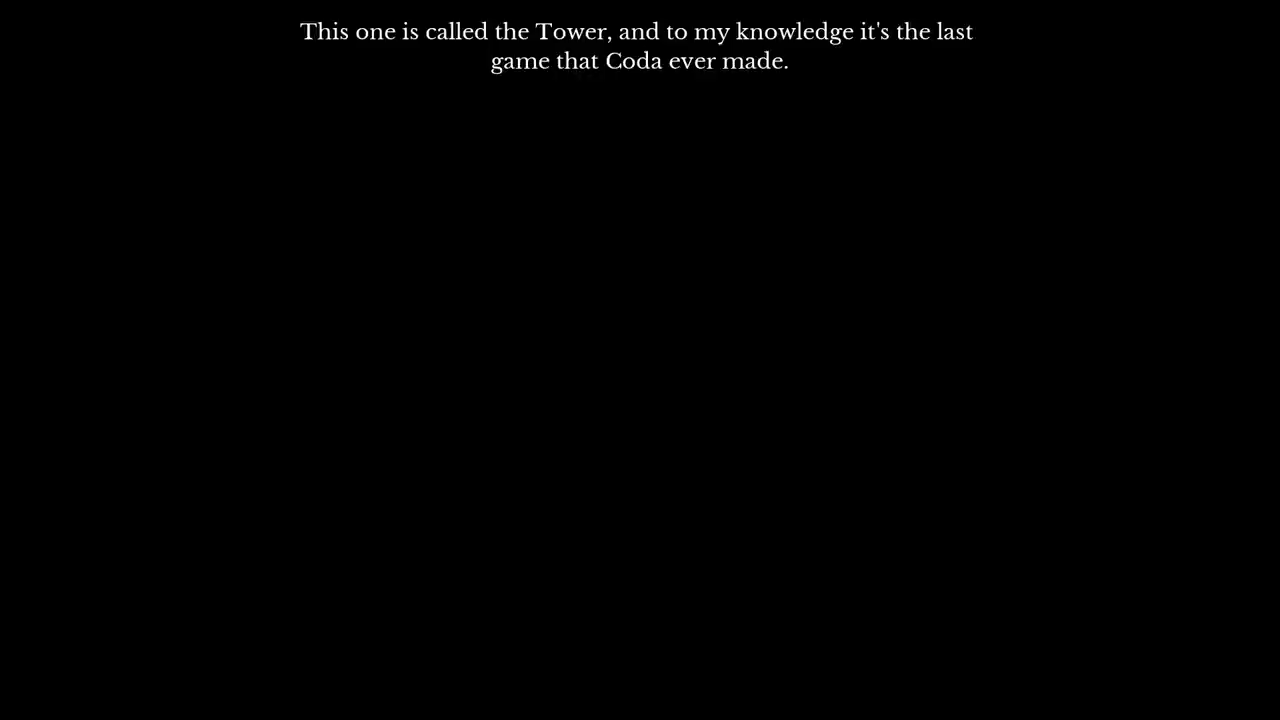 This one is called the Tower, and to my knowledge it's the last
game that Coda ever made.